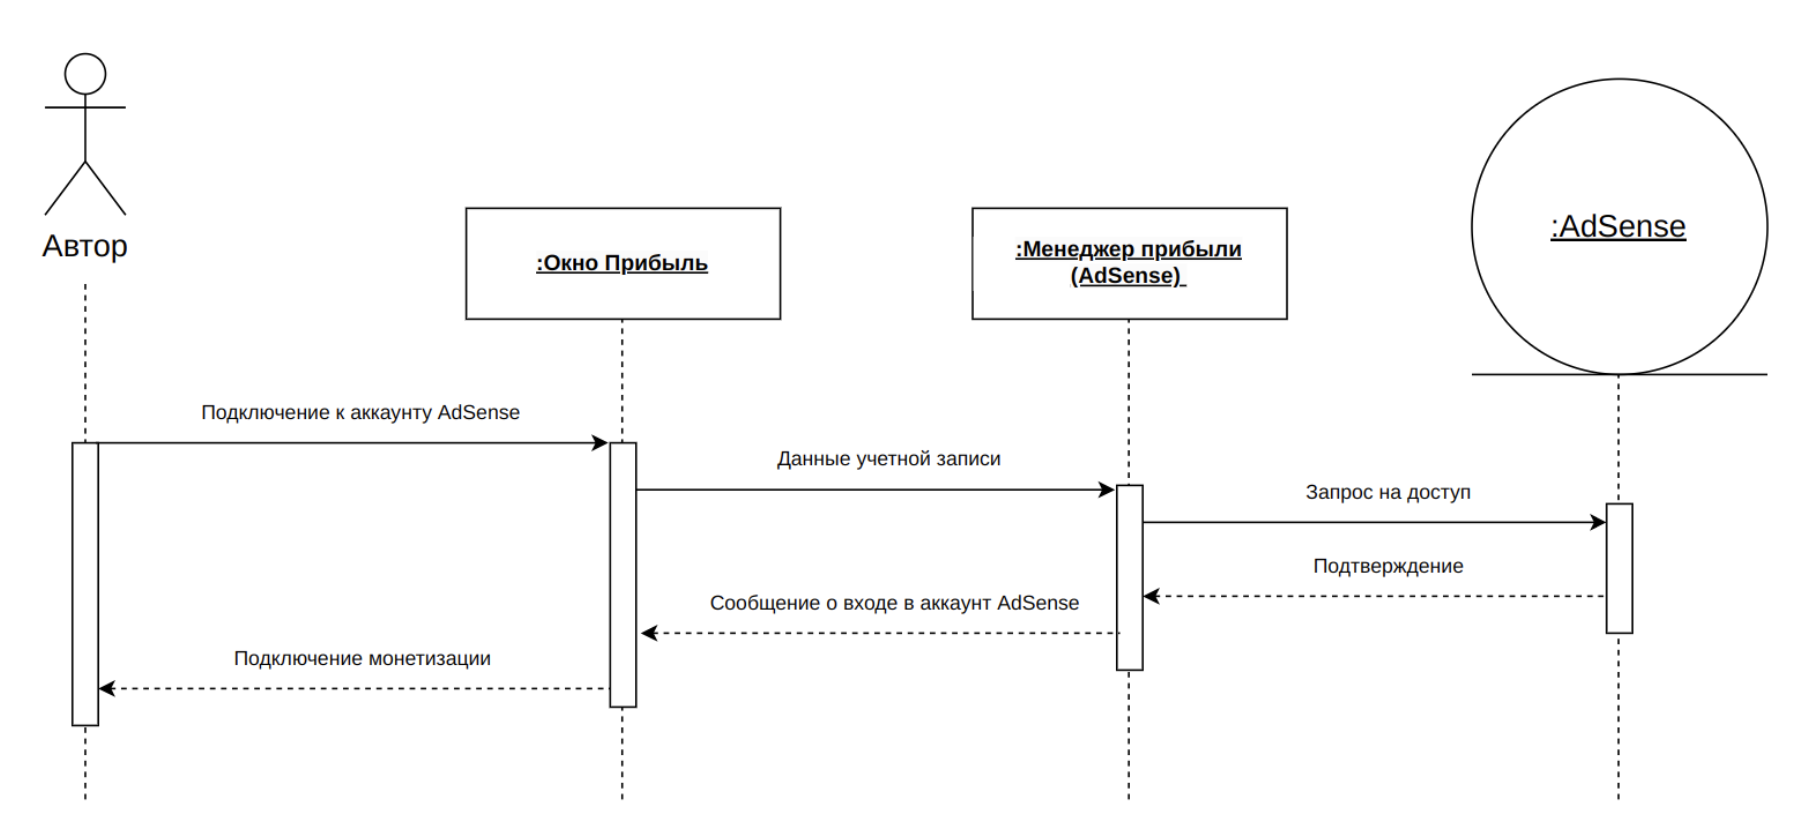 Автор
:Окно Прибыль
:Менеджер прибыли
(AdSense)
:AdSense
Подключение к аккаунту AdSense
Данные учетной записи
Запрос на доступ
Подтверждение
Сообщение о входе в аккаунт AdSense
Подключение монетизации